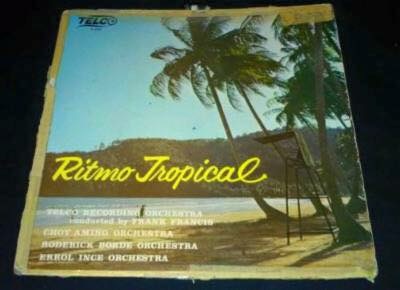 TELCO
Ritmo Tropical
TELCO RECORDING ORCHESTRA
conducted by FRANK FRANCIS
CHOY AMING ORCHESTRA
RODERICK BORDE ORCHESTRA
ERROL INCE ORCHESTRA